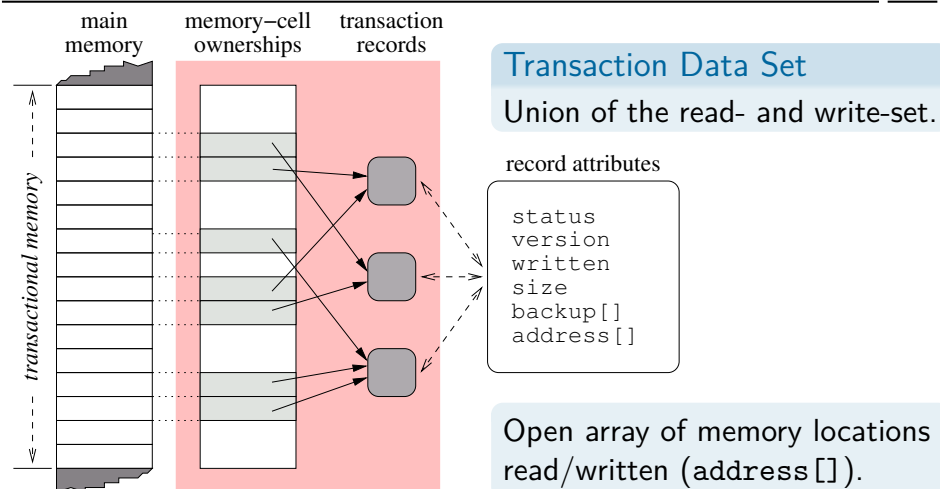 main
memory
memory−cell
ownerships
transaction
records
transactional memory
Transaction Data Set
Union of the read- and write-set.
record attributes
status
version
written
size
backup[]
address[]
Open array of memory locations
read/written (address[]).